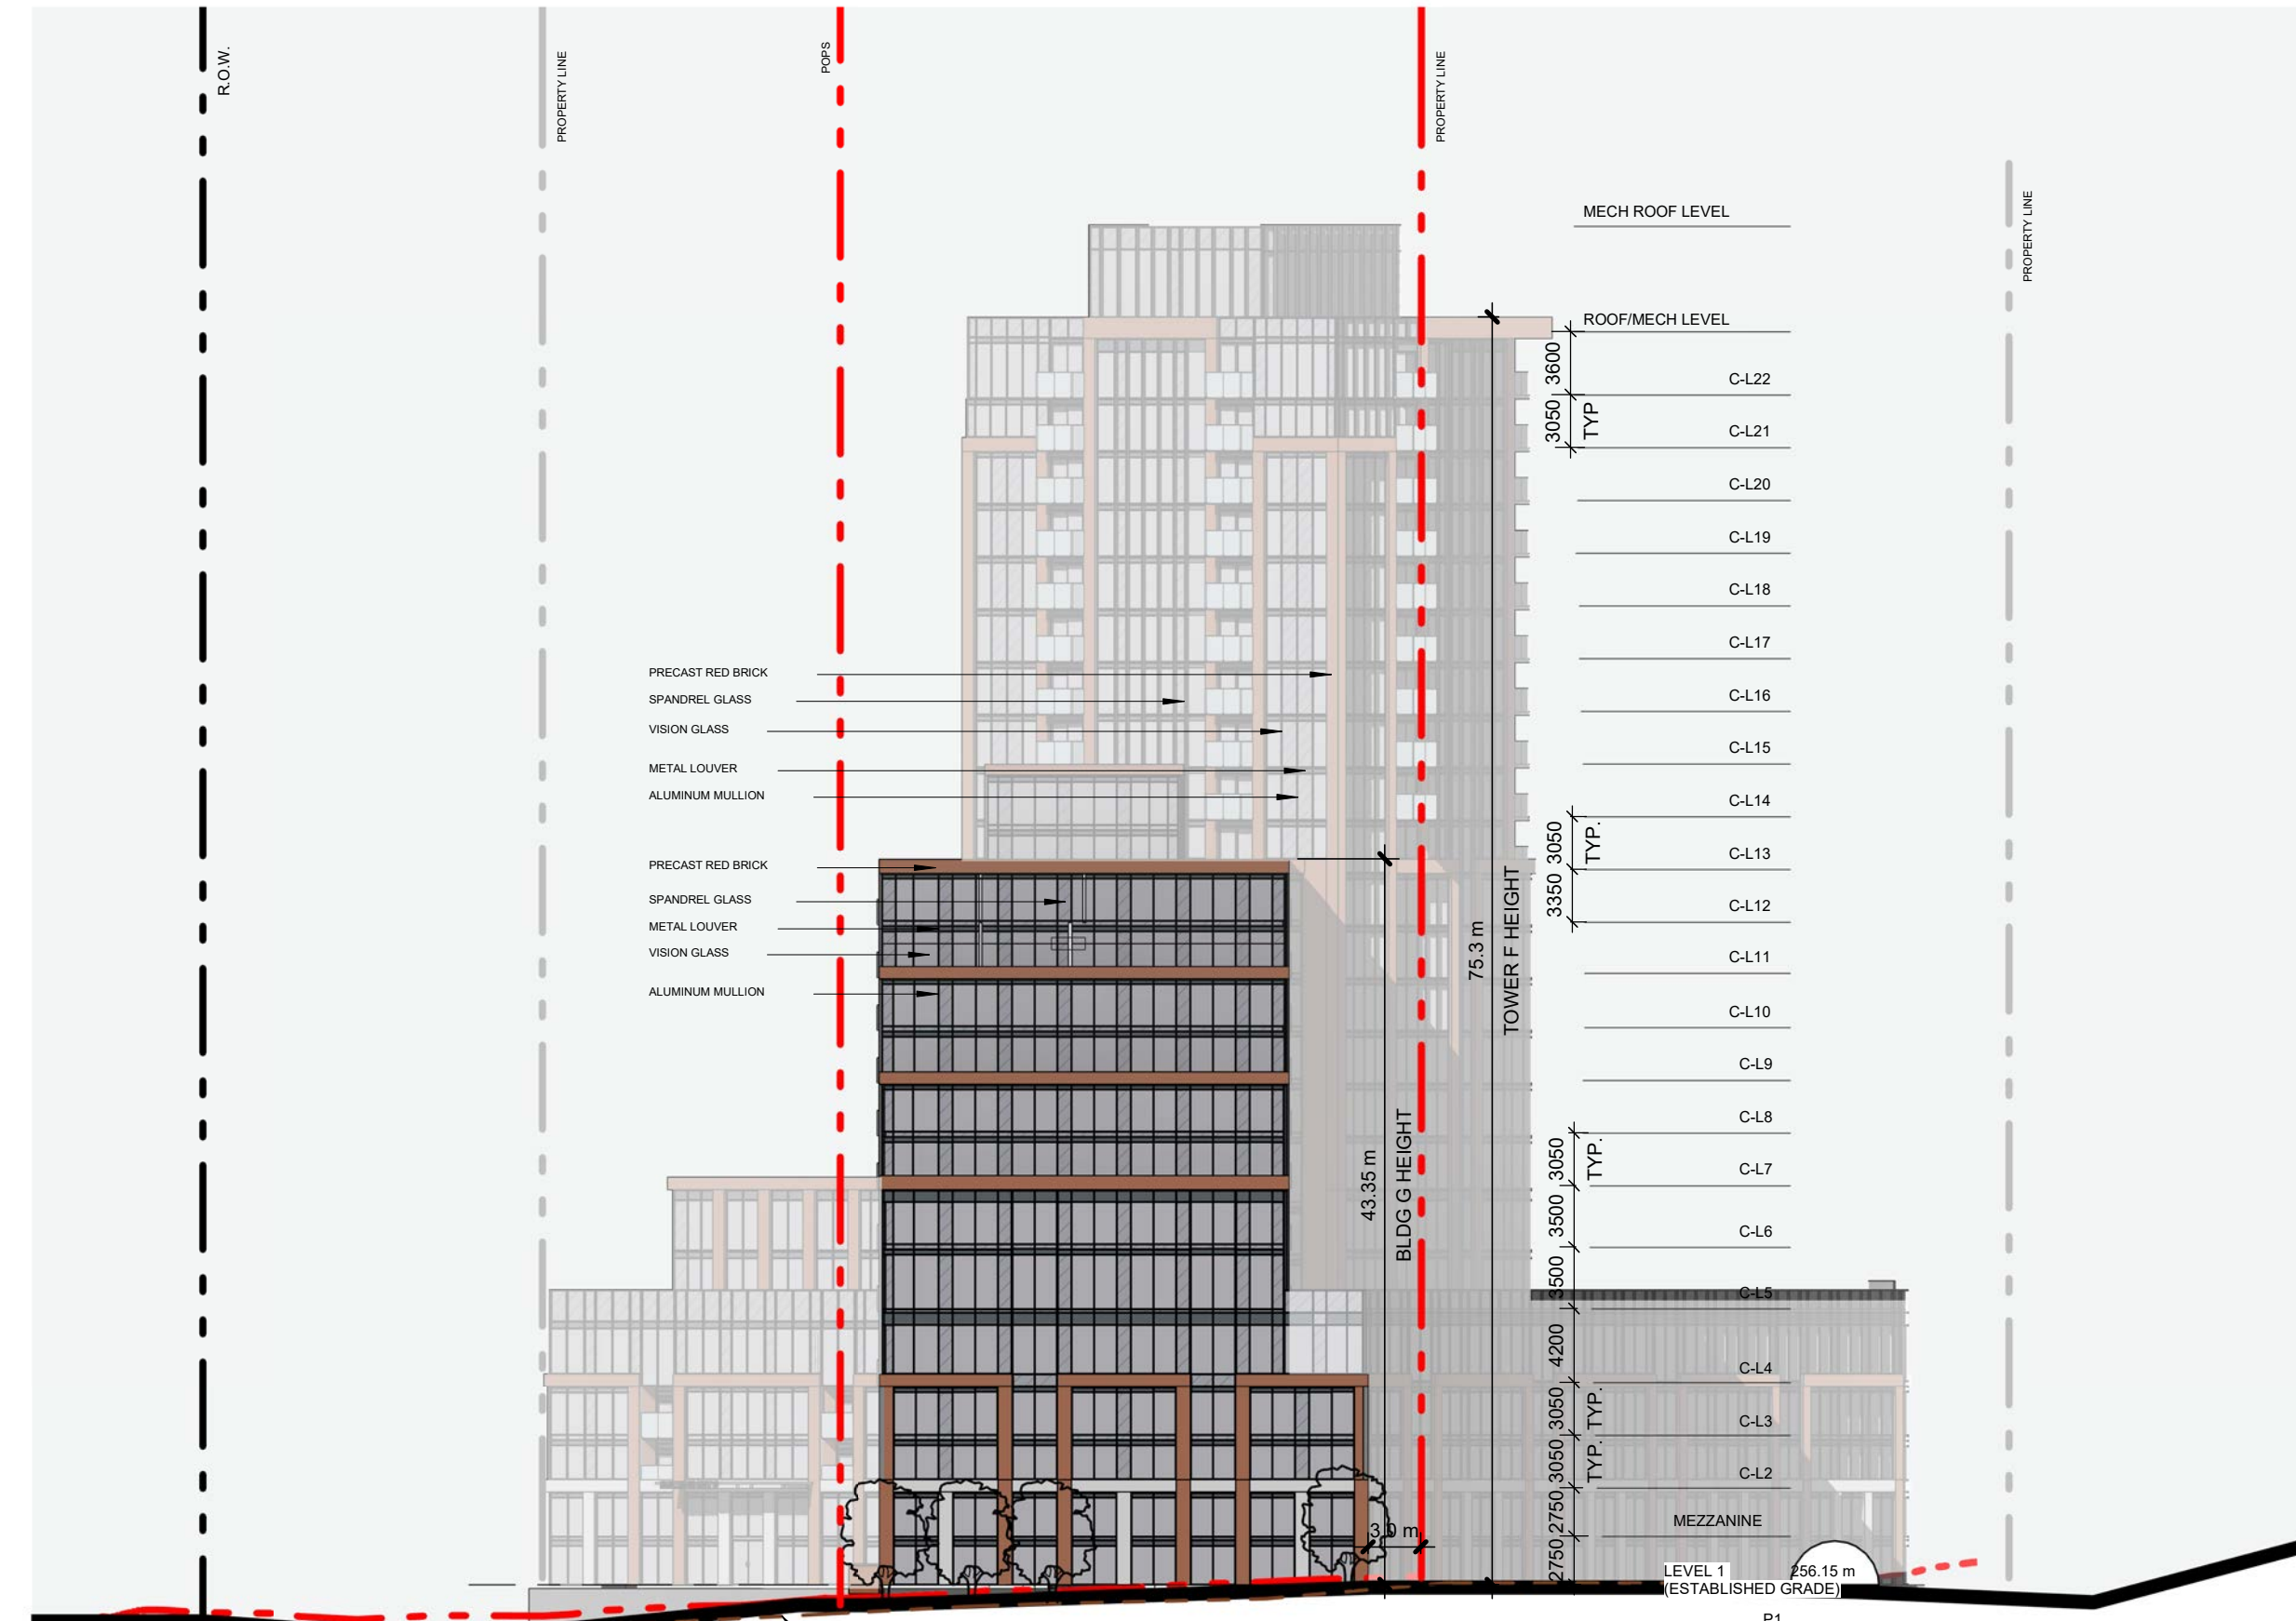 R.O.W.
PROPERTY LINE
POPS
PROPERTY LINE
PROPERTY LINE
MECH ROOF LEVEL
ROOF/MECH LEVEL
3600
C-L22
3050
TYP
C-L21
C-L20
C-L19
C-L18
C-L17
C-L16
C-L15
C-L14
3050
TYP.
C-L13
3350
C-L12
C-L11
C-L10
C-L9
C-L8
3050
TYP.
C-L7
3500
C-L6
3500
C-L5
4200
C-L4
3050
TYP.
C-L3
3050
TYP.
C-L2
2750
MEZZANINE
2750
LEVEL 1 256.15 m
(ESTABLISHED GRADE)
P1
PRECAST RED BRICK
SPANDREL GLASS
VISION GLASS
METAL LOUVER
ALUMINUM MULLION
PRECAST RED BRICK
SPANDREL GLASS
METAL LOUVER
VISION GLASS
ALUMINUM MULLION
75.3 m
TOWER F HEIGHT
43.35 m
BLDG G HEIGHT
3.0 m